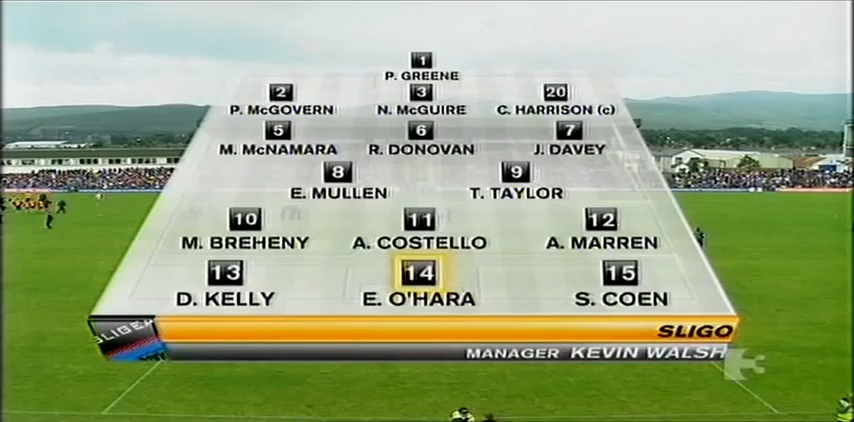 1
P. GREENE
2 3 20
P. McGOVERN N. McGUIRE C. HARRISON (c)
5 6 7
M. McNAMARA R. DONOVAN J. DAVEY
8 9
E. MULLEN T. TAYLOR
10 11 12
M. BREHENY A. COSTELLO A. MARREN
13 14 15
D. KELLY E. O'HARA S. COEN
SLIGO
MANAGER KEVIN WALSH
3